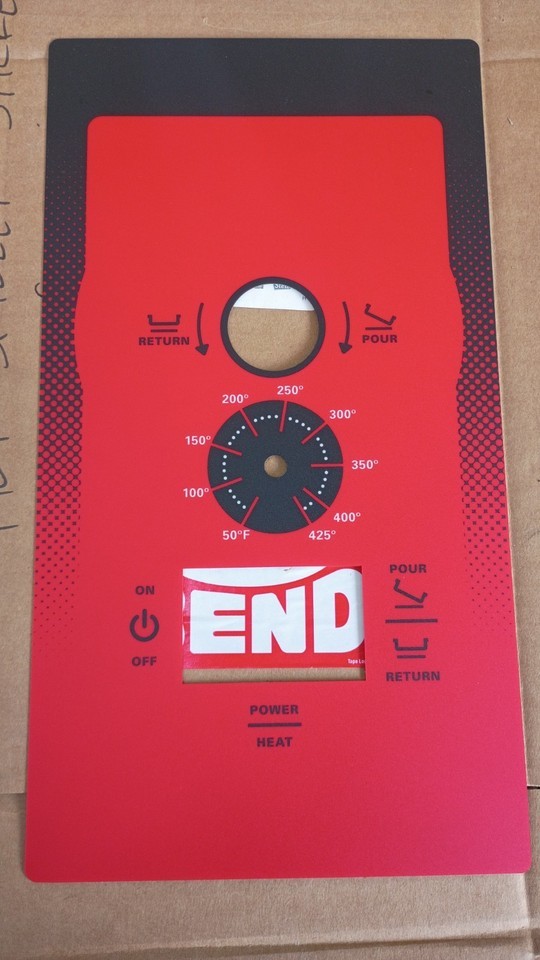 RETURN
POUR
200°
250°
300°
150°
350°
100°
400°
50°F
425°
ON
OFF
END
POUR
RETURN
POWER
HEAT